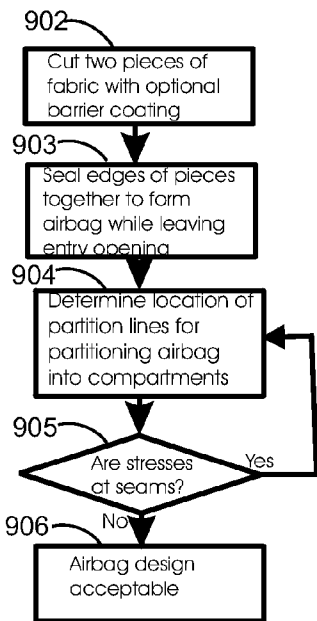 902
Cut two pieces of
fabric with optional
barrier coating
903
Seal edges of pieces
together to form
airbag while leaving
entry opening
904
Determine location of
partition lines for
partitioning airbag
into compartments
905
Are stresses
at seams?
Yes
No
906
Airbag design
acceptable